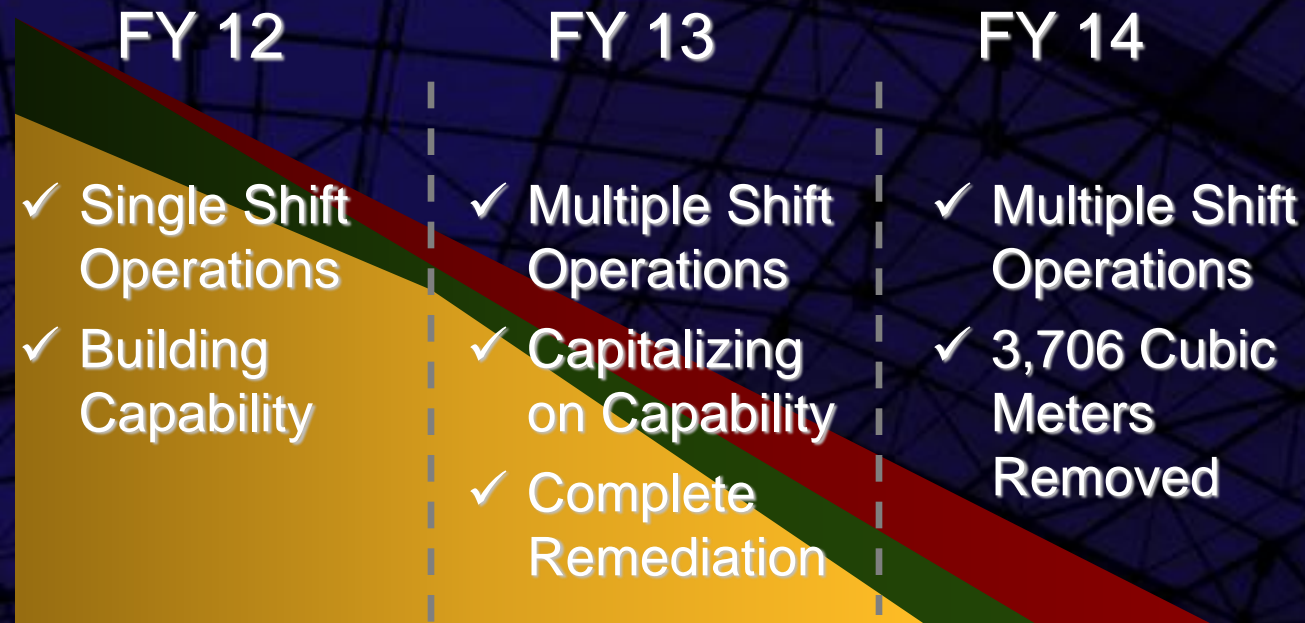 FY 12
FY 13
FY 14
✓ Single Shift
Operations
✓ Building
Capability
✓ Multiple Shift
Operations
✓ Capitalizing
on Capability
✓ Complete
Remediation
✓ Multiple Shift
Operations
✓ 3,706 Cubic
Meters
Removed